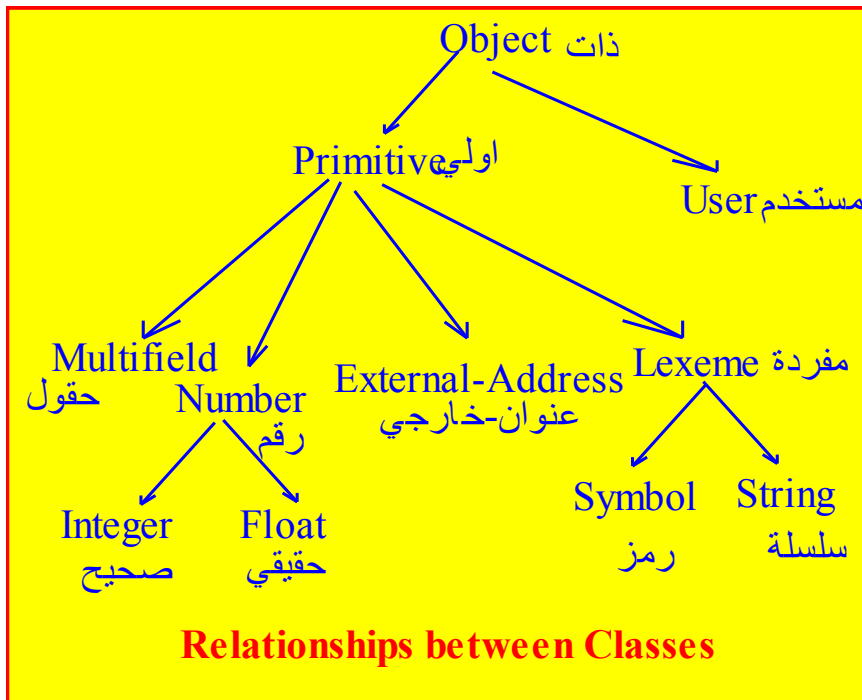 Object ذات
Primitive اولي
User مستخدم
Multifield
حقول
Number
رقم
External-Address
عنوان-خارجي
Lexeme مفردة
Integer
صحيح
Float
حقيقي
Symbol
رمز
String
سلسلة
Relationships between Classes